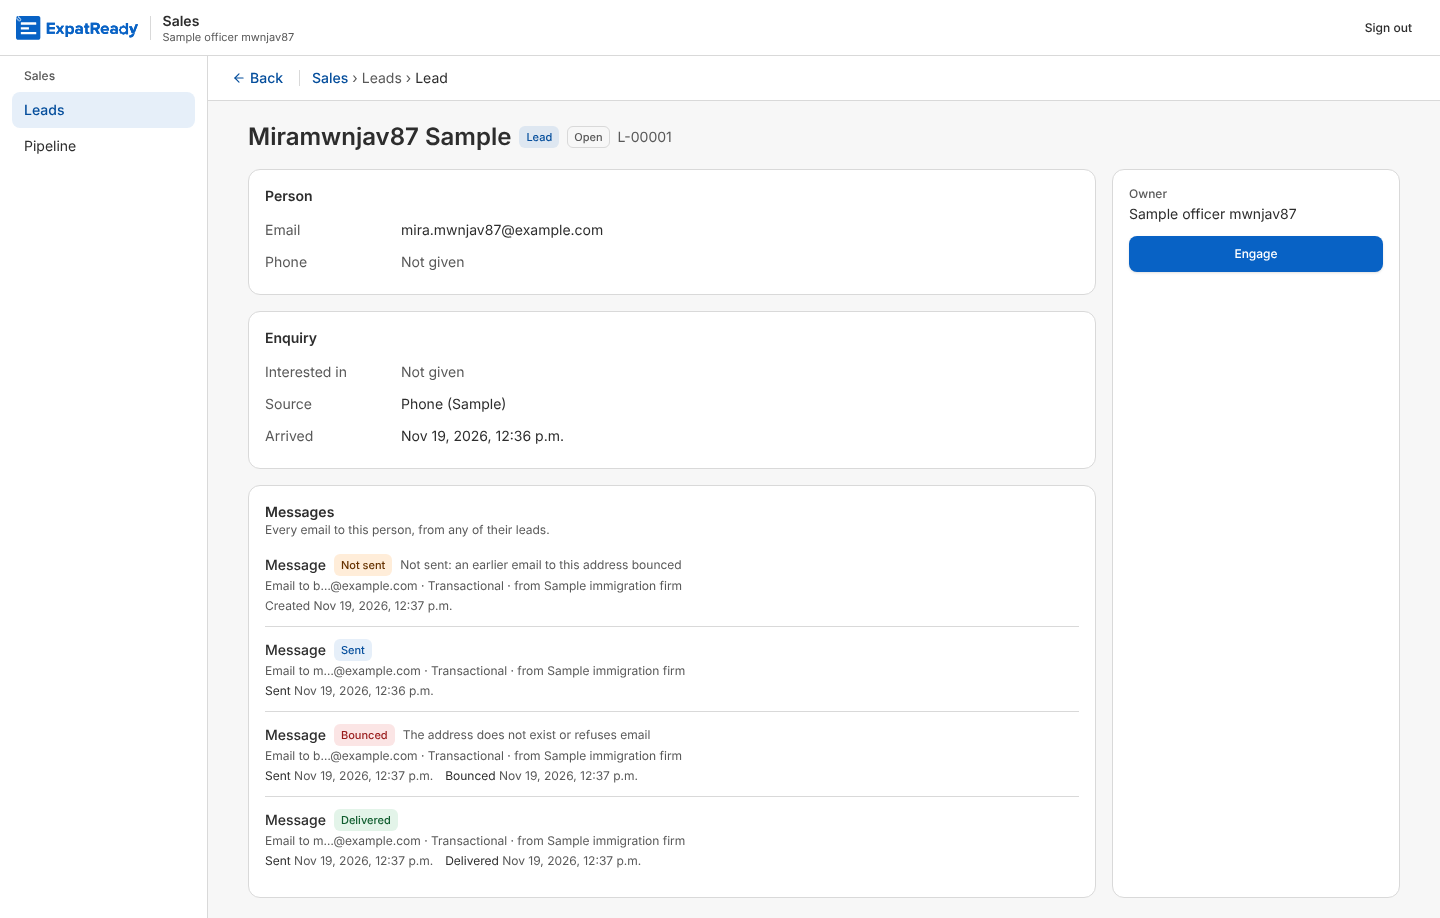 ExpatReady
Sales
Sample officer mwnjav87
Sign out
Sales
Leads
Pipeline
← Back
Sales › Leads › Lead
Miramwnjav87 Sample Lead Open L-00001
Person
Email mira.mwnjav87@example.com
Phone Not given
Enquiry
Interested in Not given
Source Phone (Sample)
Arrived Nov 19, 2026, 12:36 p.m.
Messages
Every email to this person, from any of their leads.
Message Not sent Not sent: an earlier email to this address bounced
Email to b...@example.com · Transactional · from Sample immigration firm
Created Nov 19, 2026, 12:37 p.m.
Message Sent
Email to m...@example.com · Transactional · from Sample immigration firm
Sent Nov 19, 2026, 12:36 p.m.
Message Bounced The address does not exist or refuses email
Email to b...@example.com · Transactional · from Sample immigration firm
Sent Nov 19, 2026, 12:37 p.m. Bounced Nov 19, 2026, 12:37 p.m.
Message Delivered
Email to m...@example.com · Transactional · from Sample immigration firm
Sent Nov 19, 2026, 12:37 p.m. Delivered Nov 19, 2026, 12:37 p.m.
Owner
Sample officer mwnjav87
Engage